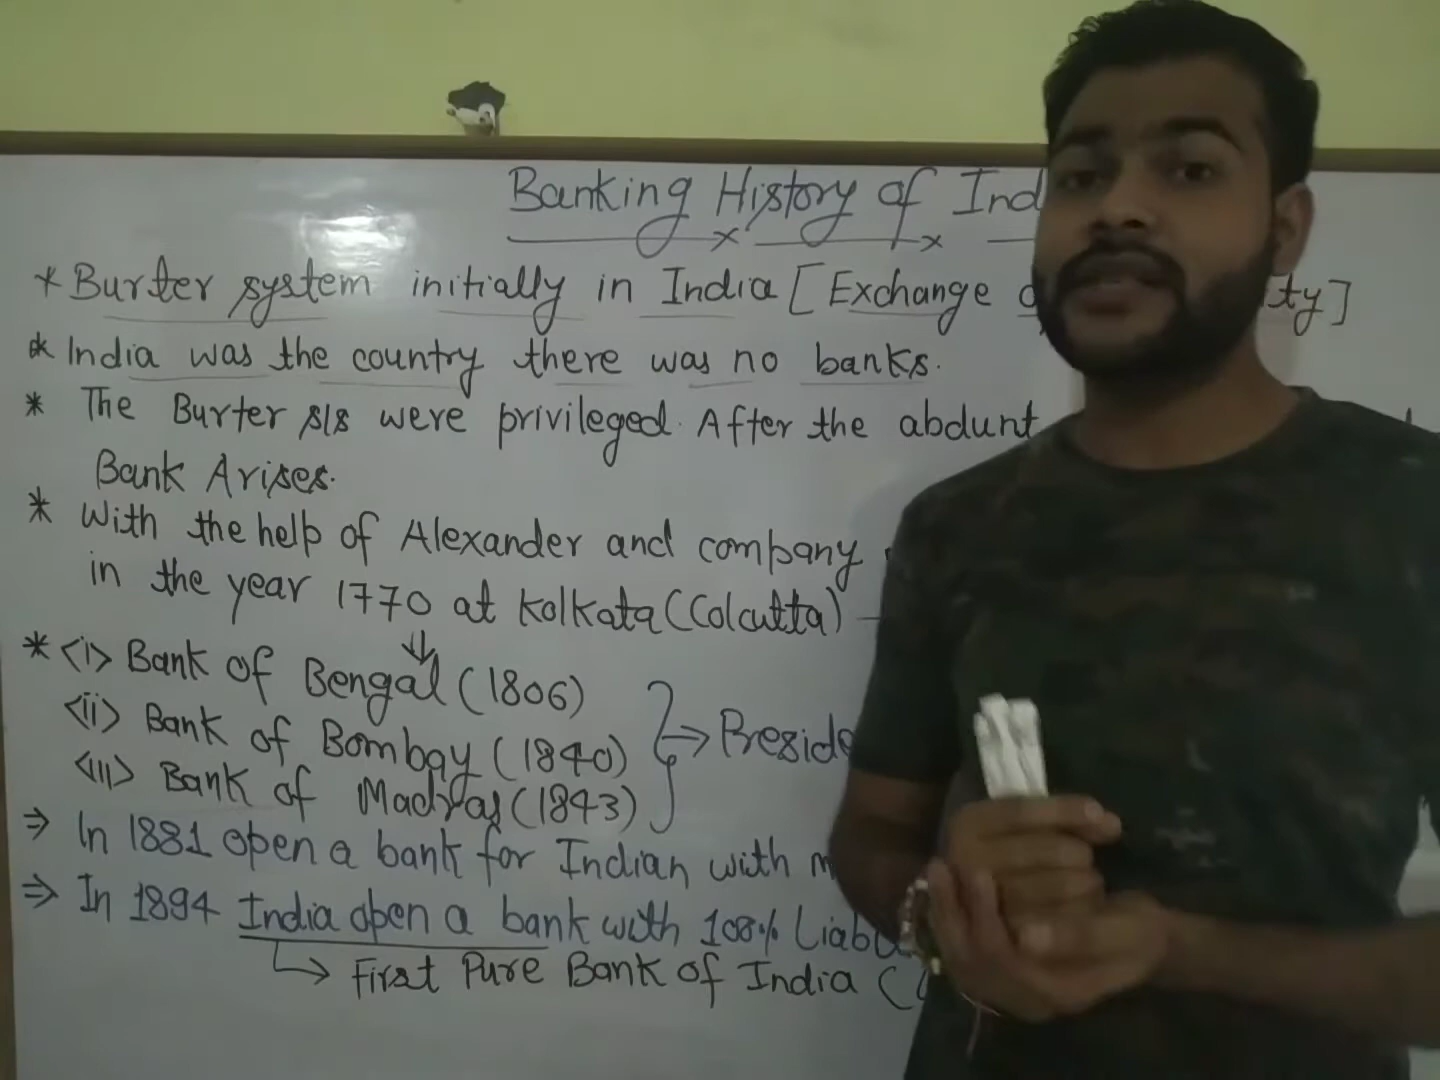 Banking History of Ind
* Burter system initially in India [Exchange ity]
* India was the country there was no banks.
* The Burter s/s were privileged. After the abdunt
Bank Arises.
* With the help of Alexander and company
in the year 1770 at Kolkata (Colcutta) –
* <i> Bank of Bengal (1806)
<ii> Bank of Bombay (1840) → Preside
<iii> Bank of Madras (1843)
⇒ In 1881 open a bank for Indian with m
⇒ In 1894 India open a bank with 108% Liab
→ First Pure Bank of India (